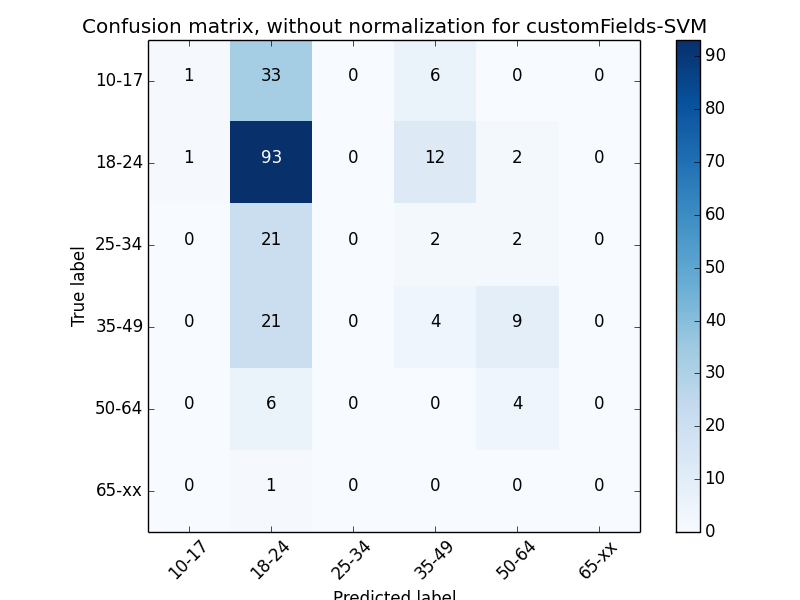 Confusion matrix, without normalization for customFields-SVM
10-17 1 33 0 6 0 0
18-24 1 93 0 12 2 0
25-34 0 21 0 2 2 0
35-49 0 21 0 4 9 0
50-64 0 6 0 0 4 0
65-xx 0 1 0 0 0 0
True label
10-17 18-24 25-34 35-49 50-64 65-xx
Predicted label
90
80
70
60
50
40
30
20
10
0